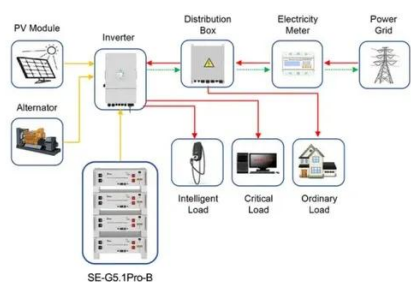 PV Module
Inverter
Distribution
Box
Electricity
Meter
Power
Grid
Alternator
Intelligent
Load
Critical
Load
Ordinary
Load
SE-G5.1Pro-B